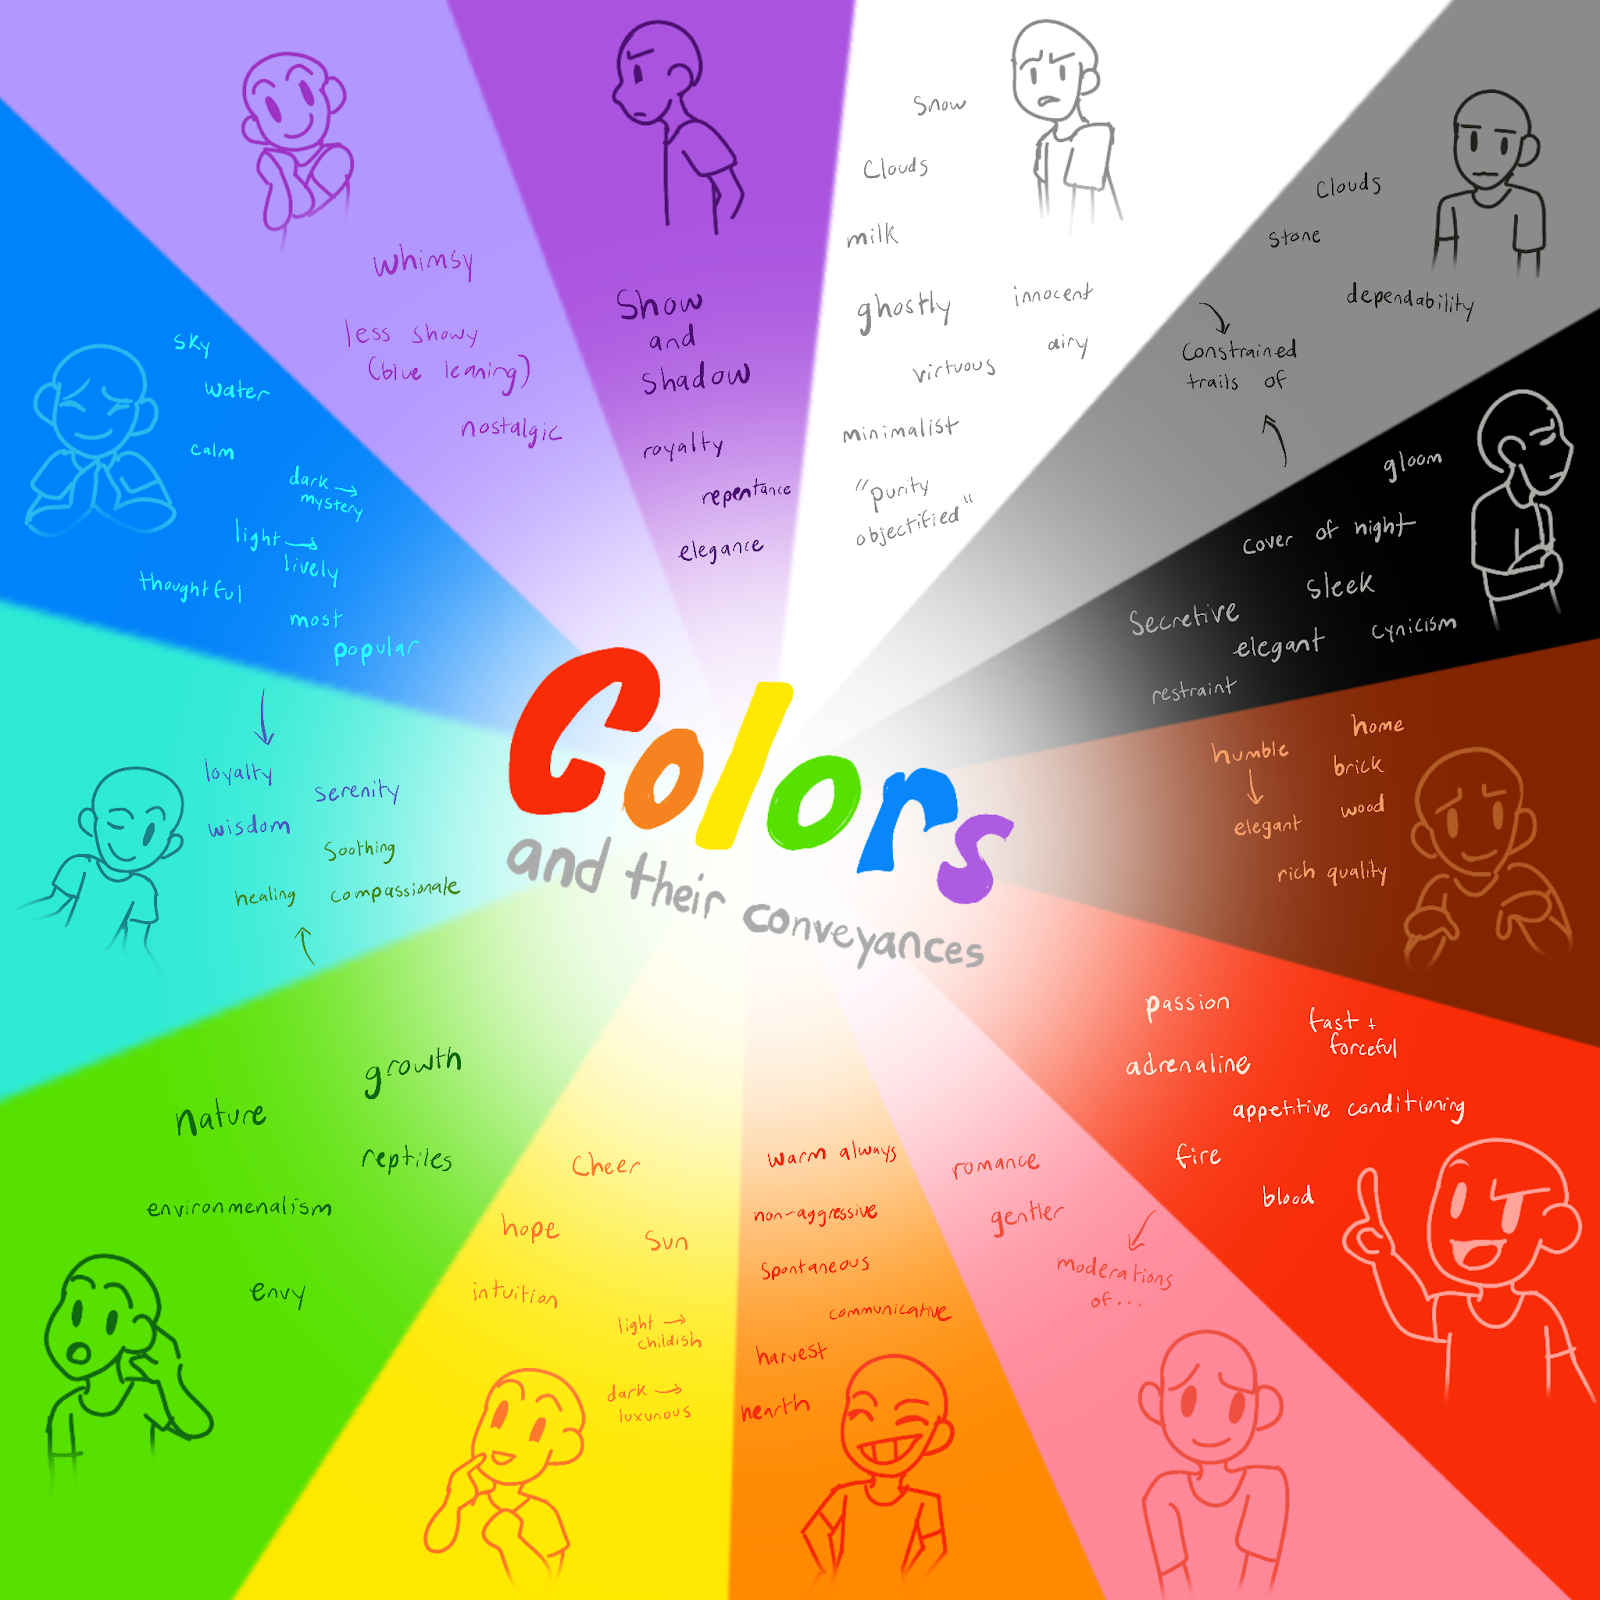 Colors
and their conveyances
whimsy
less showy
(blue leaning)
nostalgic
Show
and
shadow
royalty
repentance
elegance
Snow
Clouds
milk
ghostly
innocent
airy
virtuous
minimalist
"purity
objectified"
Clouds
stone
dependability
Constrained
trails of
gloom
cover of night
sleek
Secretive
elegant
cynicism
restraint
home
humble
brick
wood
elegant
rich quality
passion
fast +
forceful
adrenaline
appetitive conditioning
fire
blood
romance
gentler
moderations
of...
warm always
non-aggressive
Spontaneous
communicative
harvest
hearth
Cheer
hope
Sun
intuition
light →
childish
dark →
luxurious
growth
nature
reptiles
environmenalism
envy
loyalty
serenity
wisdom
Soothing
healing
compassionate
sky
water
calm
dark →
mystery
light →
lively
thoughtful
most
popular